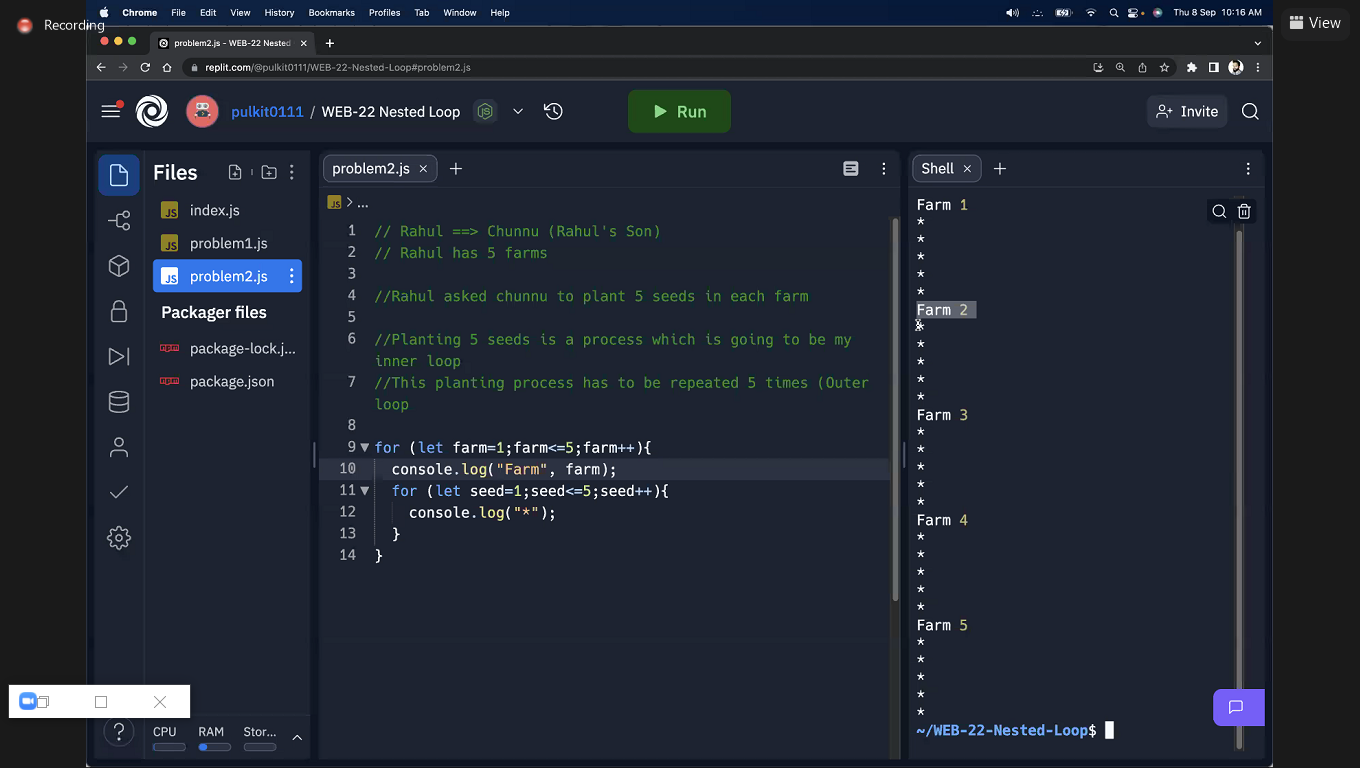 Chrome File Edit View History Bookmarks Profiles Tab Window Help Thu 8 Sep 10:16 AM
Recording View
problem2.js - WEB-22 Nested
replit.com/@pulkit0111/WEB-22-Nested-Loop#problem2.js
pulkit0111 / WEB-22 Nested Loop Run Invite
Files
index.js
problem1.js
problem2.js
Packager files
package-lock.j...
package.json
CPU RAM Stor...
problem2.js
JS > ...
1 // Rahul ==> Chunnu (Rahul's Son)
2 // Rahul has 5 farms
3
4 //Rahul asked chunnu to plant 5 seeds in each farm
5
6 //Planting 5 seeds is a process which is going to be my
inner loop
7 //This planting process has to be repeated 5 times (Outer
loop
8
9 for (let farm=1;farm<=5;farm++){
10 console.log("Farm", farm);
11 for (let seed=1;seed<=5;seed++){
12 console.log("*");
13 }
14 }
Shell
Farm 1
*
*
*
*
*
Farm 2
*
*
*
*
*
Farm 3
*
*
*
*
*
Farm 4
*
*
*
*
*
Farm 5
*
*
*
*
*
~/WEB-22-Nested-Loop$